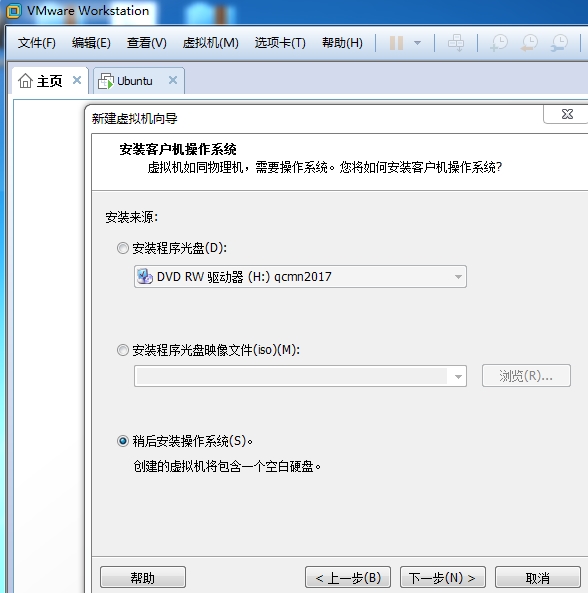 VMware Workstation
文件(F) 编辑(E) 查看(V) 虚拟机(M) 选项卡(T) 帮助(H)
主页 Ubuntu
新建虚拟机向导
安装客户机操作系统
虚拟机如同物理机，需要操作系统。您将如何安装客户机操作系统?
安装来源:
安装程序光盘(D):
DVD RW 驱动器 (H:) qcmn2017
安装程序光盘映像文件(iso)(M):
浏览(R)...
稍后安装操作系统(S)。
创建的虚拟机将包含一个空白硬盘。
帮助 < 上一步(B) 下一步(N) > 取消